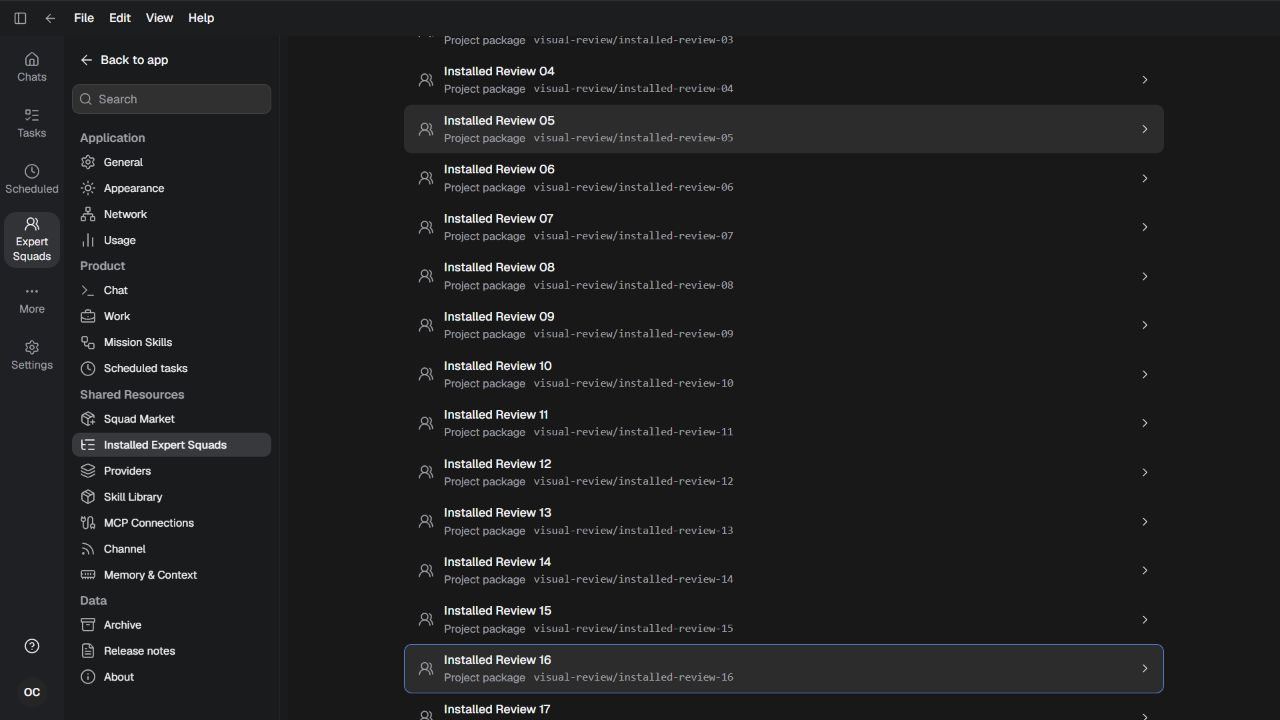 File Edit View Help
Chats
Tasks
Scheduled
Expert
Squads
More
Settings
OC
Back to app
Search
Application
General
Appearance
Network
Usage
Product
Chat
Work
Mission Skills
Scheduled tasks
Shared Resources
Squad Market
Installed Expert Squads
Providers
Skill Library
MCP Connections
Channel
Memory & Context
Data
Archive
Release notes
About
Project package visual-review/installed-review-03
Installed Review 04
Project package visual-review/installed-review-04
Installed Review 05
Project package visual-review/installed-review-05
Installed Review 06
Project package visual-review/installed-review-06
Installed Review 07
Project package visual-review/installed-review-07
Installed Review 08
Project package visual-review/installed-review-08
Installed Review 09
Project package visual-review/installed-review-09
Installed Review 10
Project package visual-review/installed-review-10
Installed Review 11
Project package visual-review/installed-review-11
Installed Review 12
Project package visual-review/installed-review-12
Installed Review 13
Project package visual-review/installed-review-13
Installed Review 14
Project package visual-review/installed-review-14
Installed Review 15
Project package visual-review/installed-review-15
Installed Review 16
Project package visual-review/installed-review-16
Installed Review 17